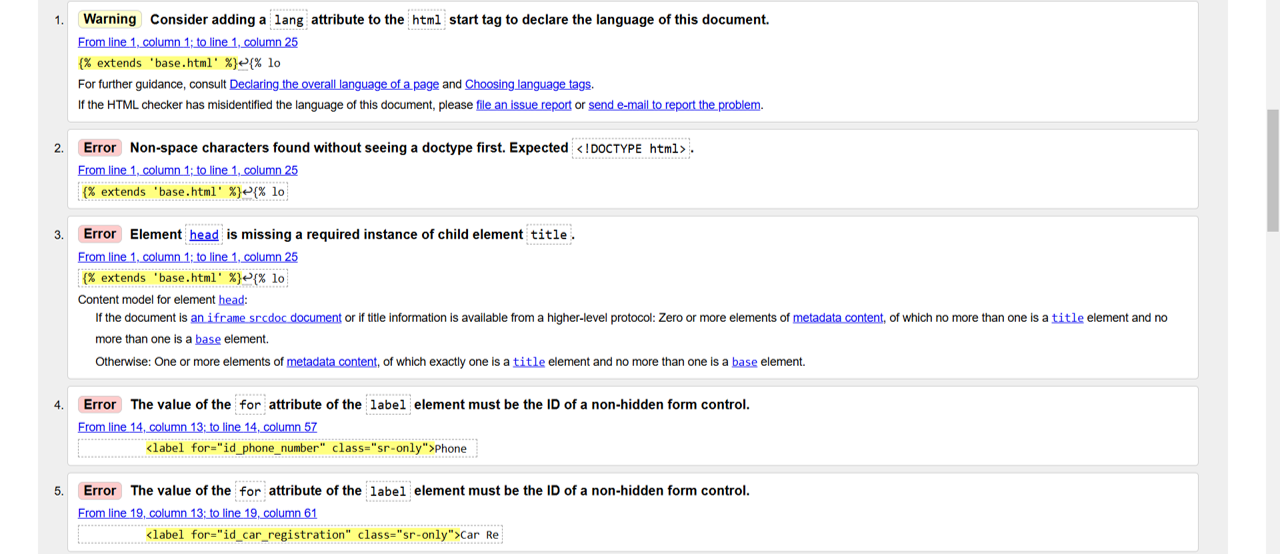 1. Warning Consider adding a lang attribute to the html start tag to declare the language of this document.
From line 1, column 1; to line 1, column 25
{% extends 'base.html' %}↩{% lo
For further guidance, consult Declaring the overall language of a page and Choosing language tags.
If the HTML checker has misidentified the language of this document, please file an issue report or send e-mail to report the problem.
2. Error Non-space characters found without seeing a doctype first. Expected <!DOCTYPE html>.
From line 1, column 1; to line 1, column 25
{% extends 'base.html' %}↩{% lo
3. Error Element head is missing a required instance of child element title.
From line 1, column 1; to line 1, column 25
{% extends 'base.html' %}↩{% lo
Content model for element head:
If the document is an iframe srcdoc document or if title information is available from a higher-level protocol: Zero or more elements of metadata content, of which no more than one is a title element and no
more than one is a base element.
Otherwise: One or more elements of metadata content, of which exactly one is a title element and no more than one is a base element.
4. Error The value of the for attribute of the label element must be the ID of a non-hidden form control.
From line 14, column 13; to line 14, column 57
<label for="id_phone_number" class="sr-only">Phone
5. Error The value of the for attribute of the label element must be the ID of a non-hidden form control.
From line 19, column 13; to line 19, column 61
<label for="id_car_registration" class="sr-only">Car Re